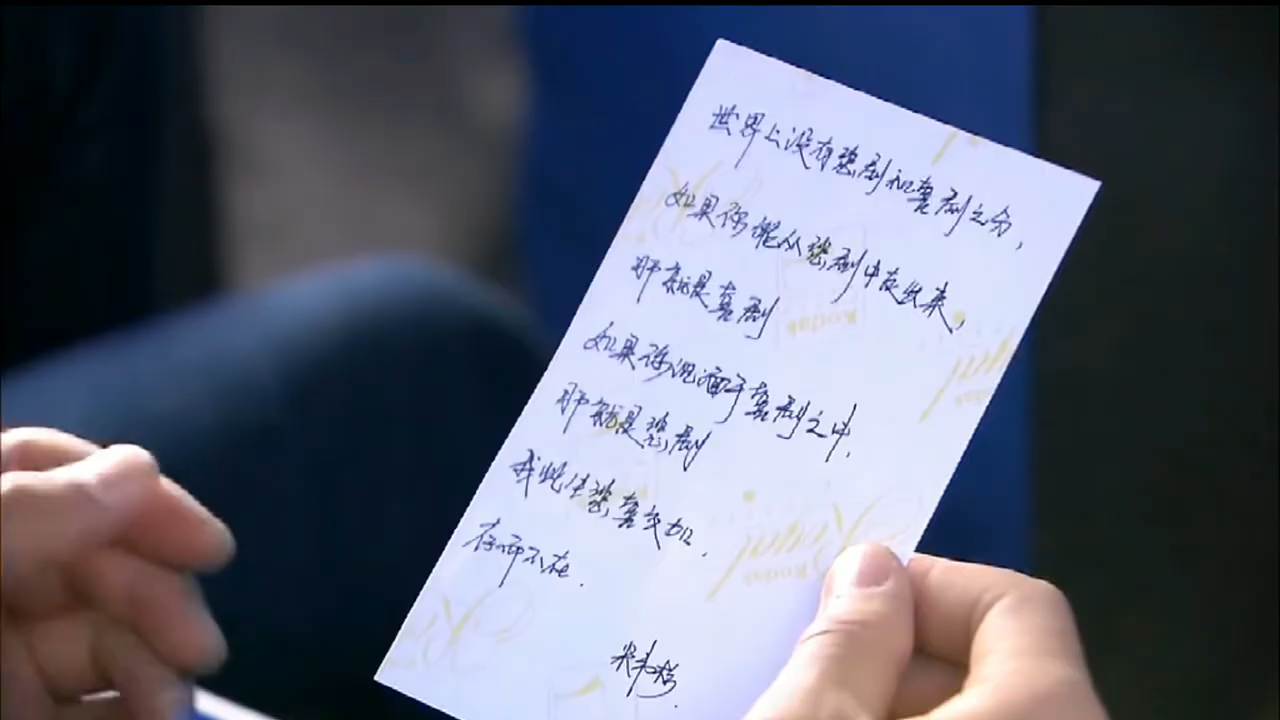 世界上没有悲剧和喜剧之分，
如果你能从悲剧中走出来，
那就是喜剧
如果你沉湎于喜剧之中，
那就是悲剧
我此生悲喜交加，
存而不在.